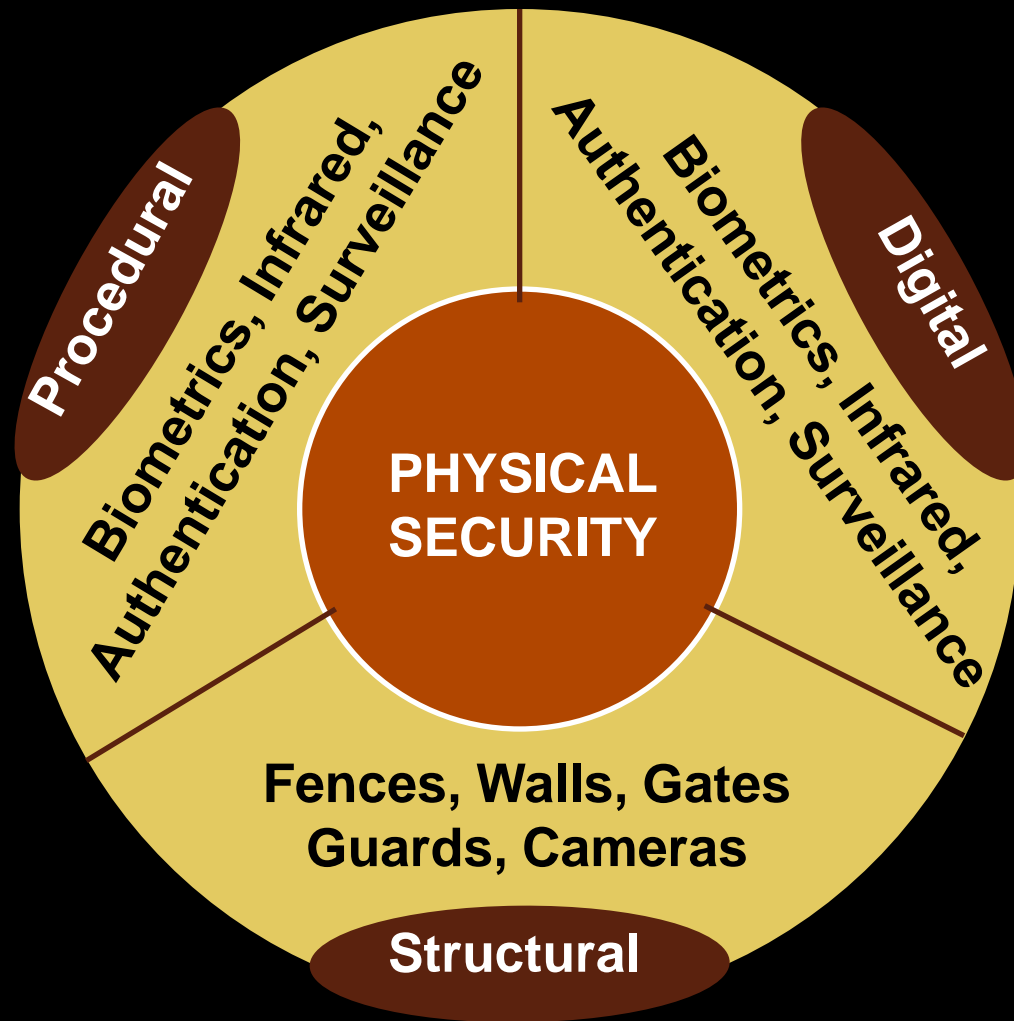 Procedural
Biometrics, Infrared,
Authentication, Surveillance
Digital
Biometrics, Infrared,
Authentication, Surveillance
PHYSICAL
SECURITY
Fences, Walls, Gates
Guards, Cameras
Structural